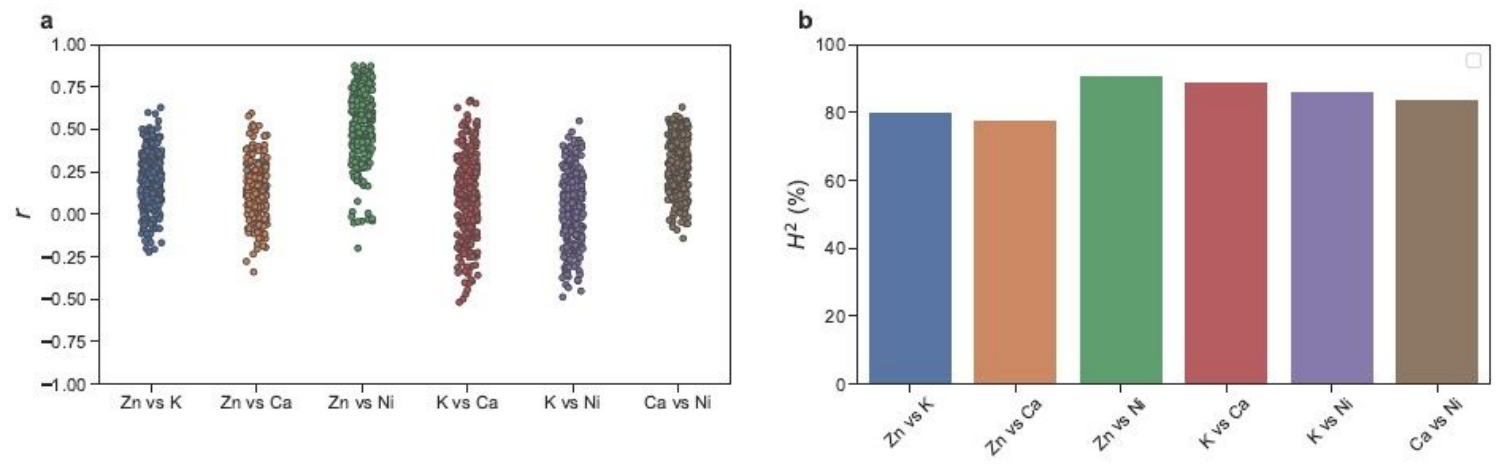 a
1.00
0.75
0.50
0.25
0.00
−0.25
−0.50
−0.75
−1.00
r
Zn vs K
Zn vs Ca
Zn vs Ni
K vs Ca
K vs Ni
Ca vs Ni
b
100
80
60
40
20
0
H² (%)
Zn vs K
Zn vs Ca
Zn vs Ni
K vs Ca
K vs Ni
Ca vs Ni